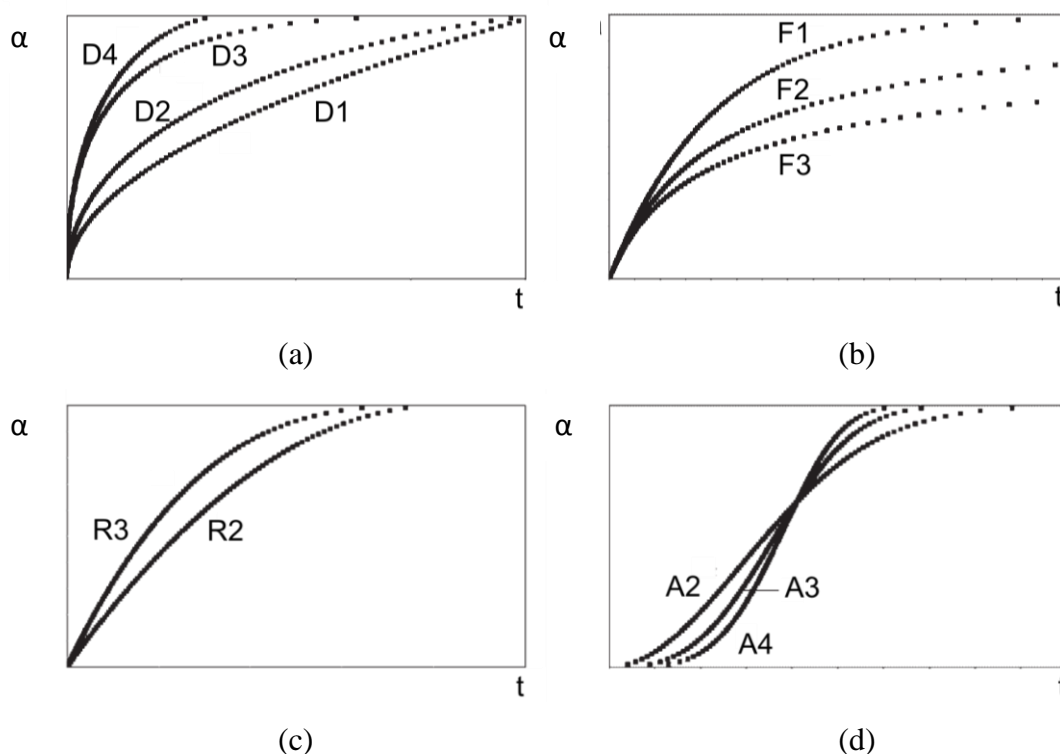 α
D4
D3
D2
D1
t
(a)
α
F1
F2
F3
t
(b)
α
R3
R2
t
(c)
α
A2
A3
A4
t
(d)